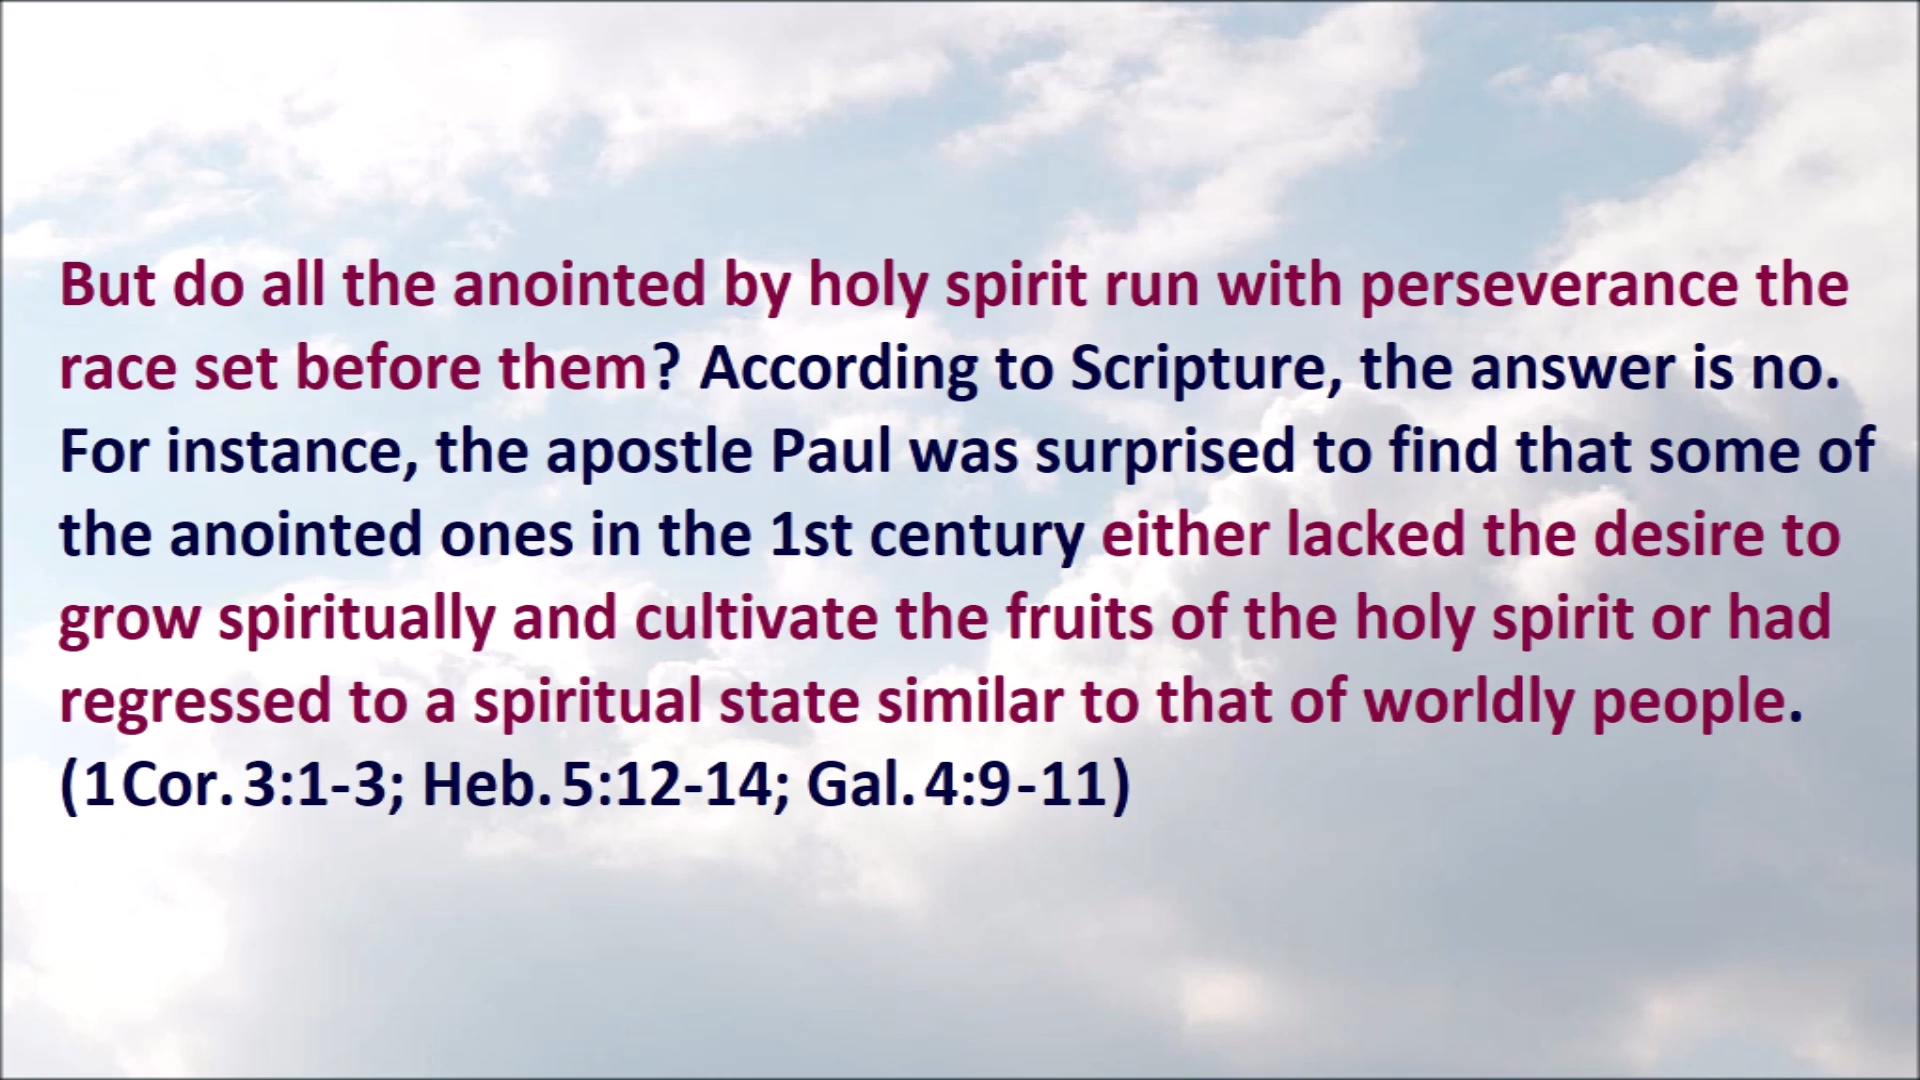 But do all the anointed by holy spirit run with perseverance the
race set before them? According to Scripture, the answer is no.
For instance, the apostle Paul was surprised to find that some of
the anointed ones in the 1st century either lacked the desire to
grow spiritually and cultivate the fruits of the holy spirit or had
regressed to a spiritual state similar to that of worldly people.
(1 Cor. 3:1-3; Heb. 5:12-14; Gal. 4:9-11)